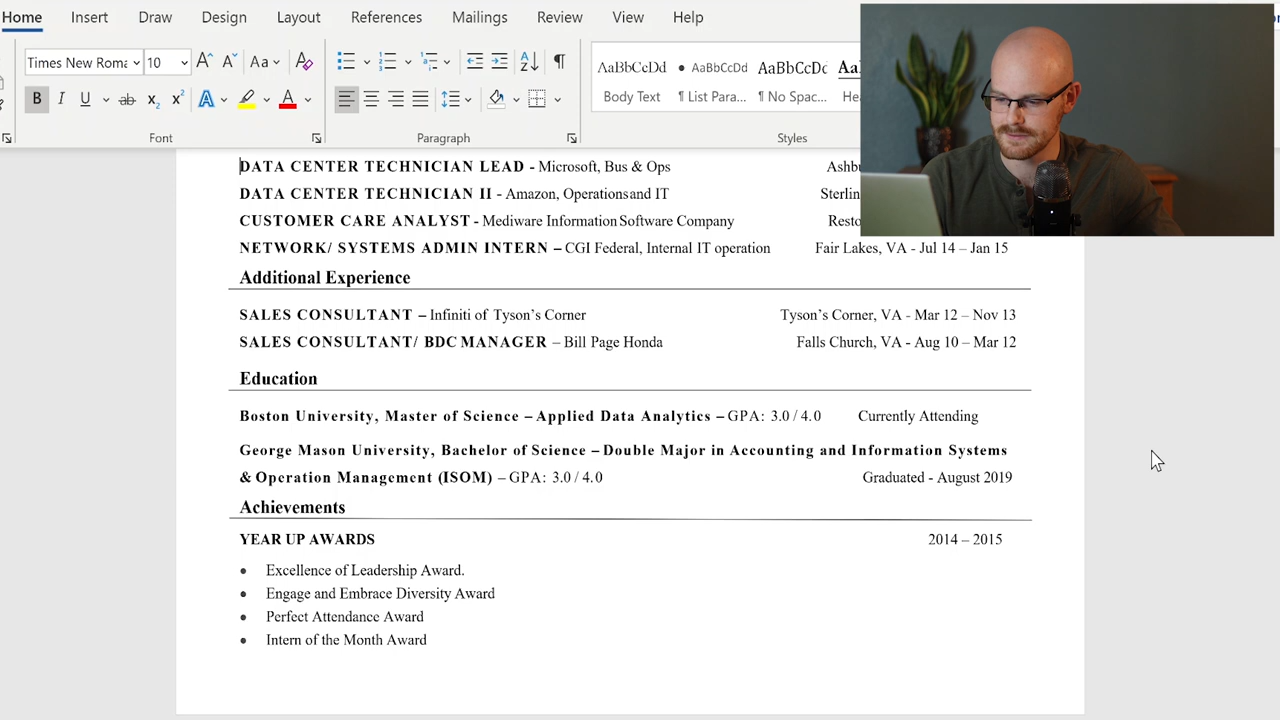 Home Insert Draw Design Layout References Mailings Review View Help
Times New Roma 10 Aa
AaBbCcDd AaBbCcDd AaBbCcDc
B I U ab x2 x2 A A
Body Text ¶ List Para... ¶ No Spac...
Font Paragraph Styles
DATA CENTER TECHNICIAN LEAD - Microsoft, Bus & Ops
DATA CENTER TECHNICIAN II - Amazon, Operations and IT
CUSTOMER CARE ANALYST - Mediware Information Software Company
NETWORK/ SYSTEMS ADMIN INTERN – CGI Federal, Internal IT operation Fair Lakes, VA - Jul 14 – Jan 15
Additional Experience
SALES CONSULTANT – Infiniti of Tyson’s Corner Tyson’s Corner, VA - Mar 12 – Nov 13
SALES CONSULTANT/ BDC MANAGER – Bill Page Honda Falls Church, VA - Aug 10 – Mar 12
Education
Boston University, Master of Science – Applied Data Analytics – GPA: 3.0 / 4.0 Currently Attending
George Mason University, Bachelor of Science – Double Major in Accounting and Information Systems
& Operation Management (ISOM) – GPA: 3.0 / 4.0 Graduated - August 2019
Achievements
YEAR UP AWARDS 2014 – 2015
• Excellence of Leadership Award.
• Engage and Embrace Diversity Award
• Perfect Attendance Award
• Intern of the Month Award